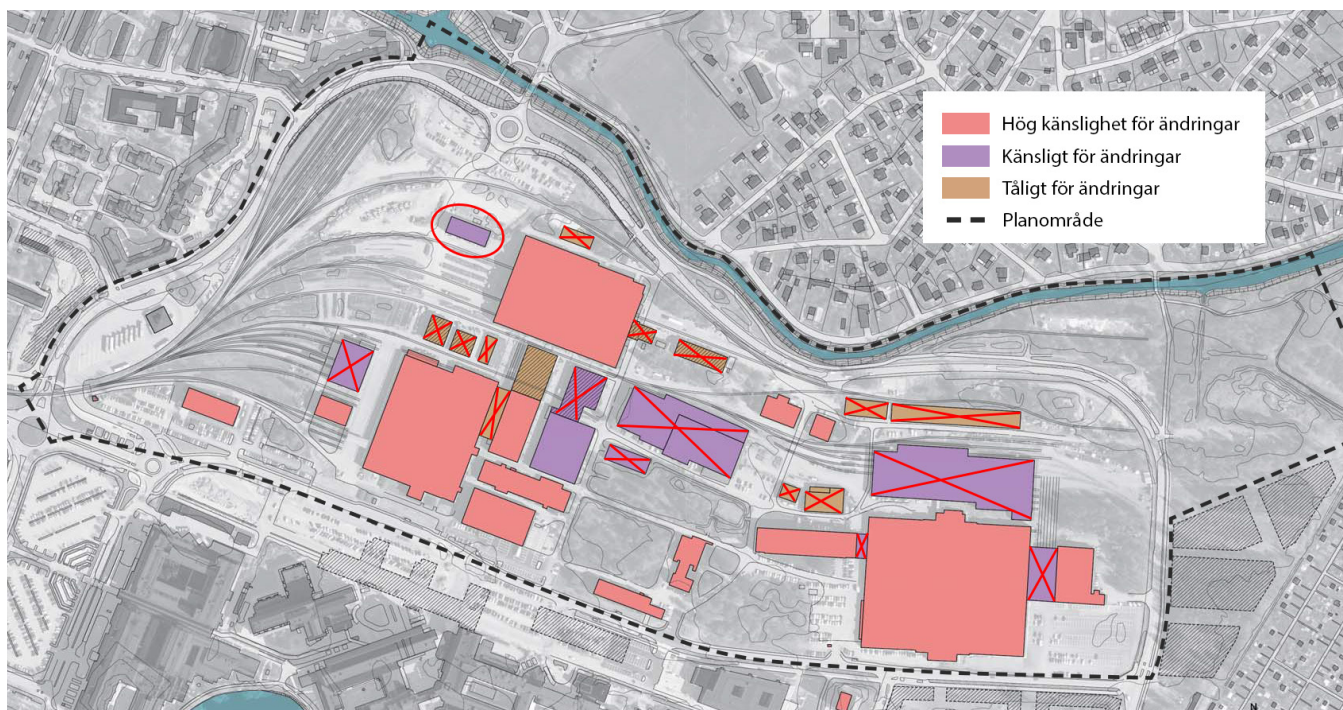 Hög känslighet för ändringar
Känsligt för ändringar
Tåligt för ändringar
Planområde
N